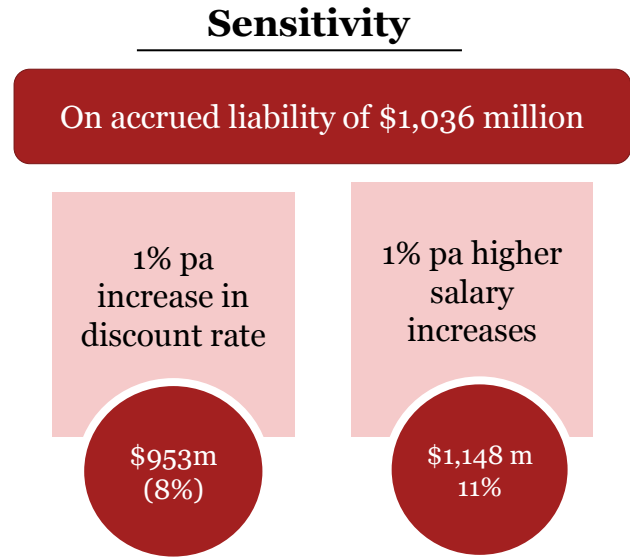 Sensitivity
On accrued liability of $1,036 million
1% pa
increase in
discount rate
$953m
(8%)
1% pa higher
salary
increases
$1,148 m
11%